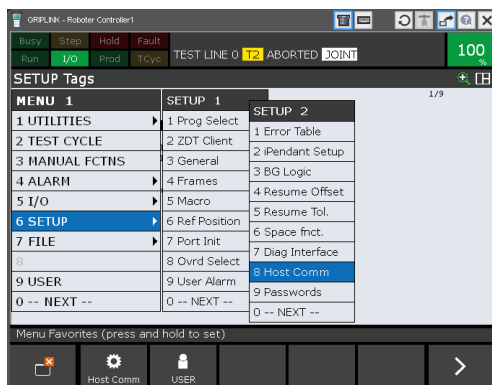 GRIPLINK - Roboter Controller1
Busy Step Hold Fault
Run I/O Prod TCyc
TEST LINE 0 T2 ABORTED JOINT
100 %
SETUP Tags
1/9
MENU 1
1 UTILITIES
2 TEST CYCLE
3 MANUAL FCTNS
4 ALARM
5 I/O
6 SETUP
7 FILE
8
9 USER
0 -- NEXT --
SETUP 1
1 Prog Select
2 ZDT Client
3 General
4 Frames
5 Macro
6 Ref Position
7 Port Init
8 Ovrd Select
9 User Alarm
0 -- NEXT --
SETUP 2
1 Error Table
2 iPendant Setup
3 BG Logic
4 Resume Offset
5 Resume Tol.
6 Space fnct.
7 Diag Interface
8 Host Comm
9 Passwords
0 -- NEXT --
Menu Favorites (press and hold to set)
Host Comm
USER